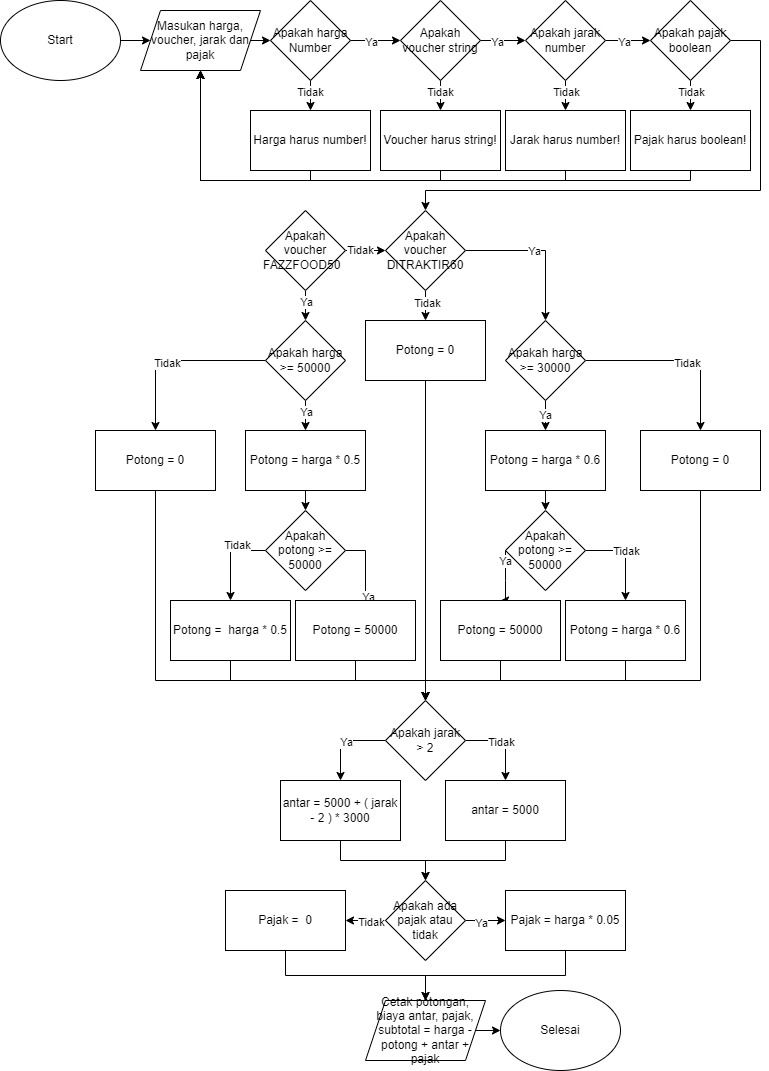 Start
Masukan harga,
voucher, jarak dan
pajak
Apakah harga
Number
Ya
Apakah
voucher string
Ya
Apakah jarak
number
Ya
Apakah pajak
boolean
Tidak
Tidak
Tidak
Tidak
Harga harus number!
Voucher harus string!
Jarak harus number!
Pajak harus boolean!
Apakah
voucher
FAZZFOOD50
Tidak
Apakah
voucher
DITRAKTIR60
Ya
Ya
Tidak
Apakah harga
>= 50000
Potong = 0
Apakah harga
>= 30000
Tidak
Tidak
Ya
Ya
Potong = 0
Potong = harga * 0.5
Potong = harga * 0.6
Potong = 0
Apakah
potong >=
50000
Tidak
Ya
Apakah
potong >=
50000
Ya
Tidak
Potong =  harga * 0.5
Potong = 50000
Potong = 50000
Potong = harga * 0.6
Apakah jarak
> 2
Ya
Tidak
antar = 5000 + ( jarak
- 2 ) * 3000
antar = 5000
Pajak =  0
Tidak
Apakah ada
pajak atau
tidak
Ya
Pajak = harga * 0.05
Cetak potongan,
biaya antar, pajak,
subtotal = harga -
potong + antar +
pajak
Selesai